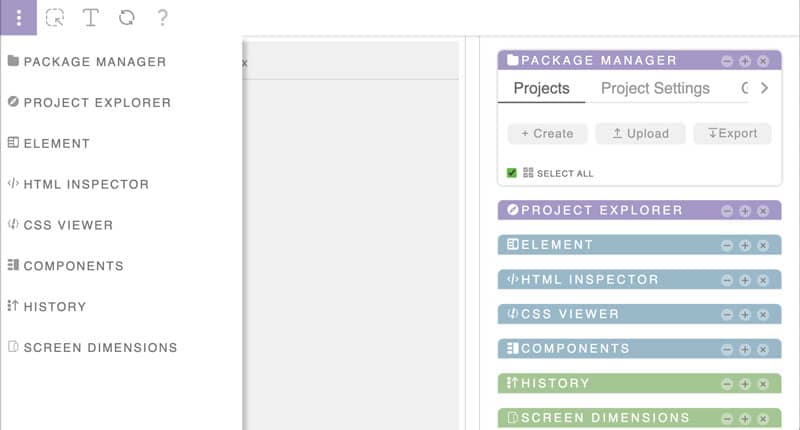 T ?
PACKAGE MANAGER
PROJECT EXPLORER
ELEMENT
HTML INSPECTOR
CSS VIEWER
COMPONENTS
HISTORY
SCREEN DIMENSIONS
x
PACKAGE MANAGER
Projects Project Settings
+ Create Upload Export
SELECT ALL
PROJECT EXPLORER
ELEMENT
HTML INSPECTOR
CSS VIEWER
COMPONENTS
HISTORY
SCREEN DIMENSIONS